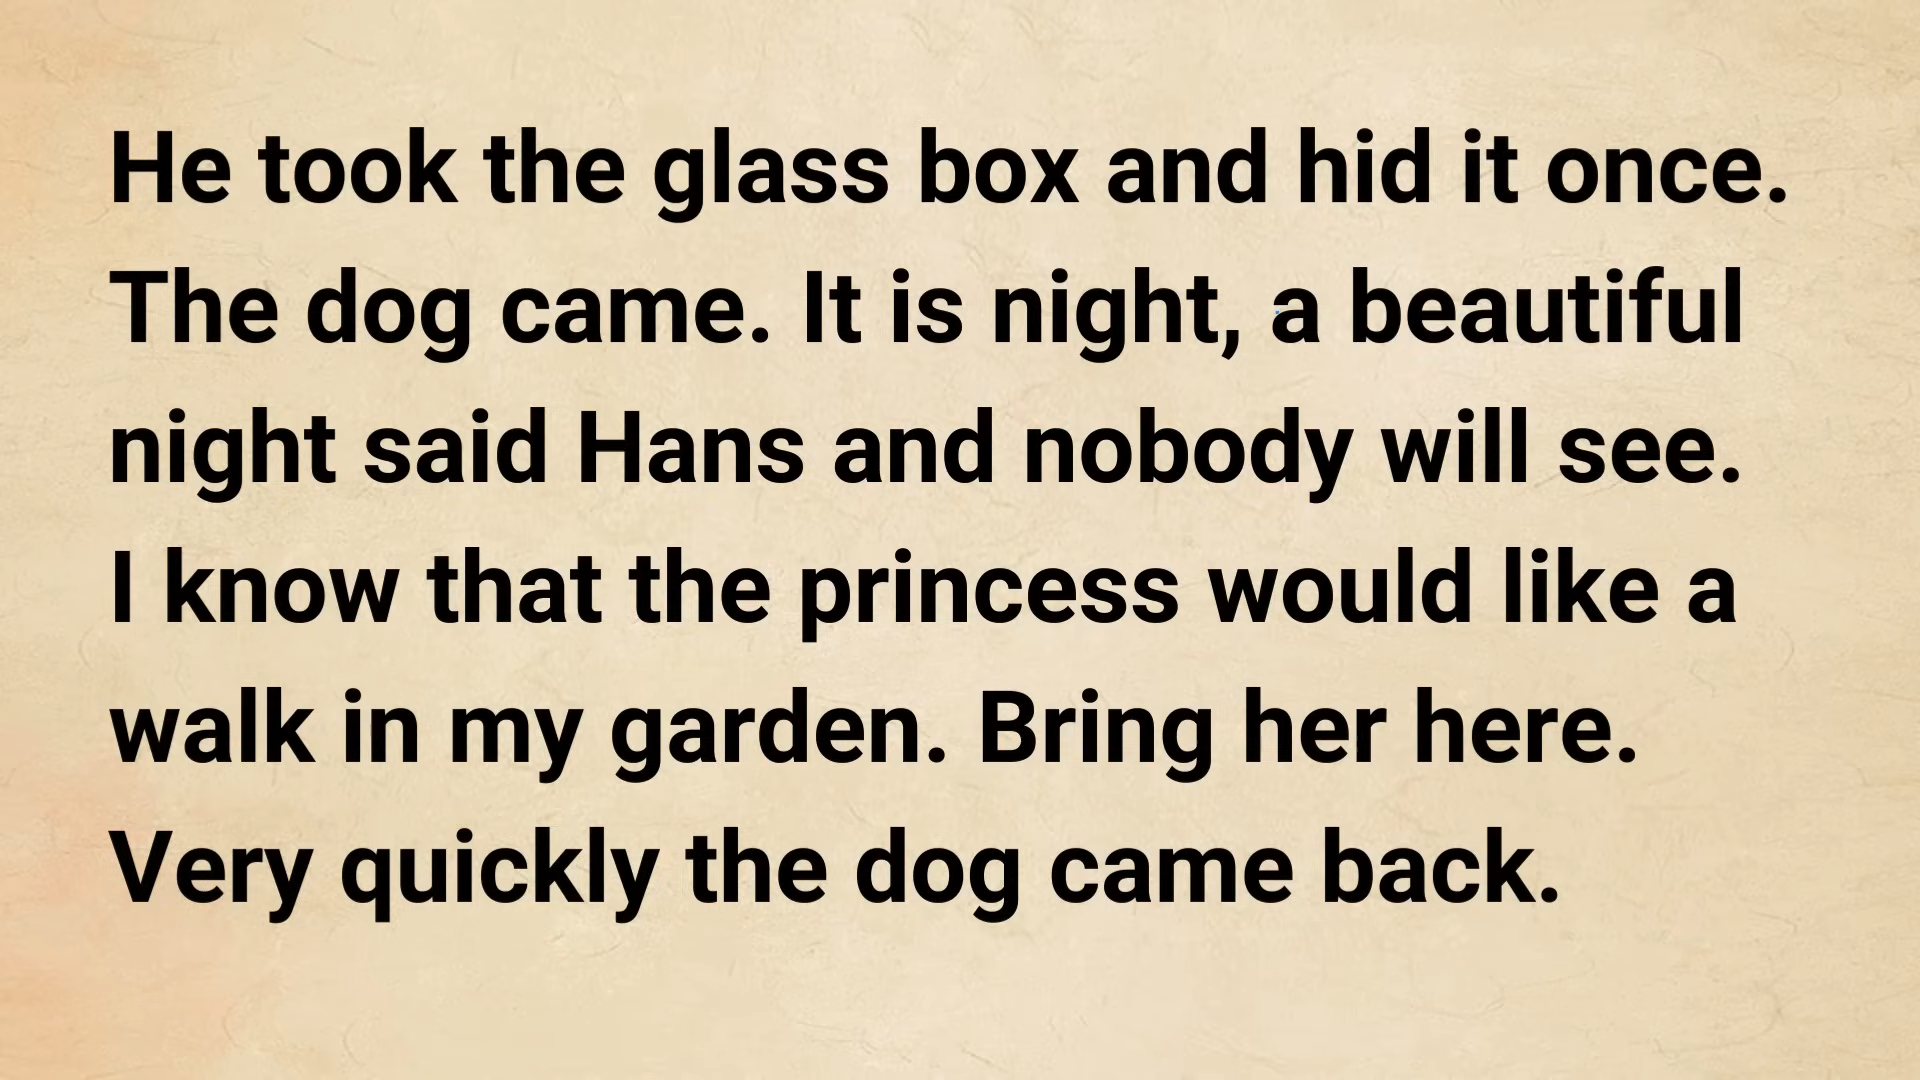 He took the glass box and hid it once.
The dog came. It is night, a beautiful
night said Hans and nobody will see.
I know that the princess would like a
walk in my garden. Bring her here.
Very quickly the dog came back.